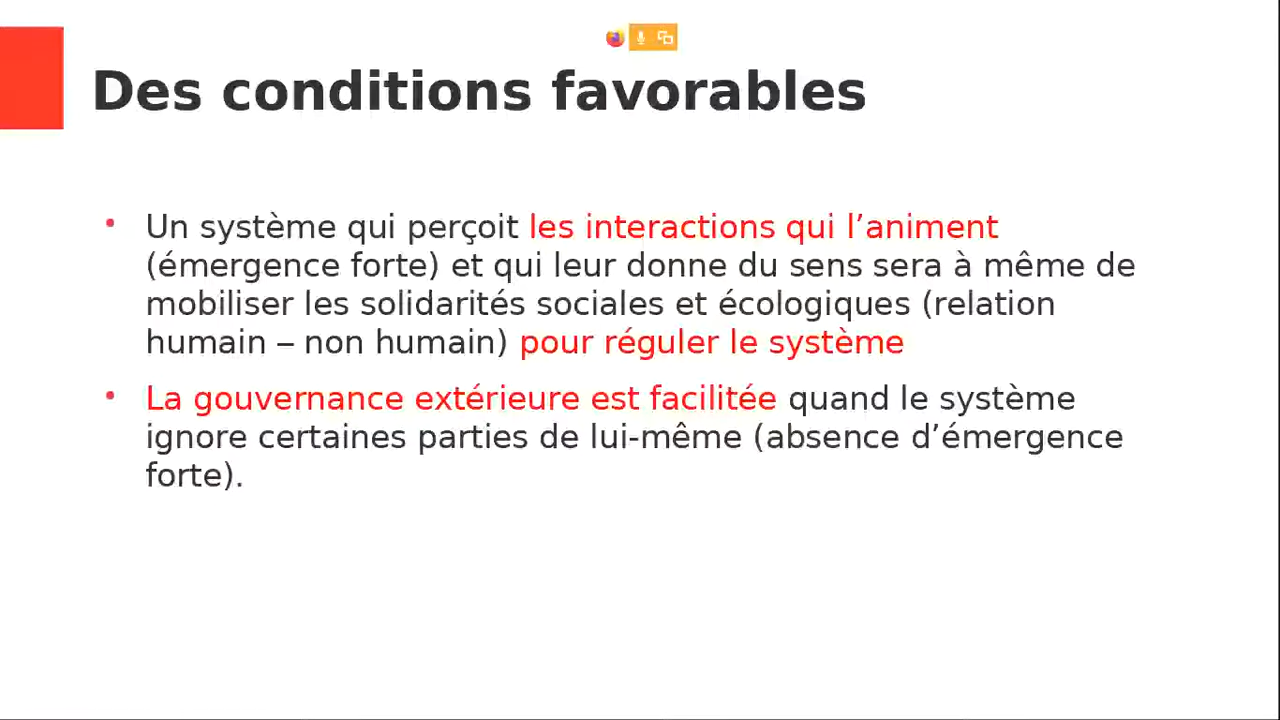 Des conditions favorables
• Un système qui perçoit les interactions qui l’animent
(émergence forte) et qui leur donne du sens sera à même de
mobiliser les solidarités sociales et écologiques (relation
humain – non humain) pour réguler le système
• La gouvernance extérieure est facilitée quand le système
ignore certaines parties de lui-même (absence d’émergence
forte).